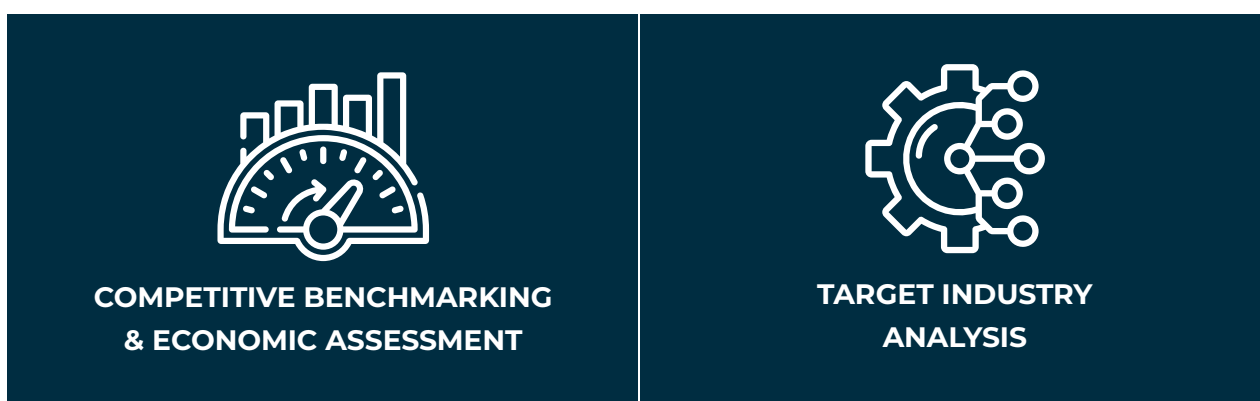 COMPETITIVE BENCHMARKING
& ECONOMIC ASSESSMENT
TARGET INDUSTRY
ANALYSIS